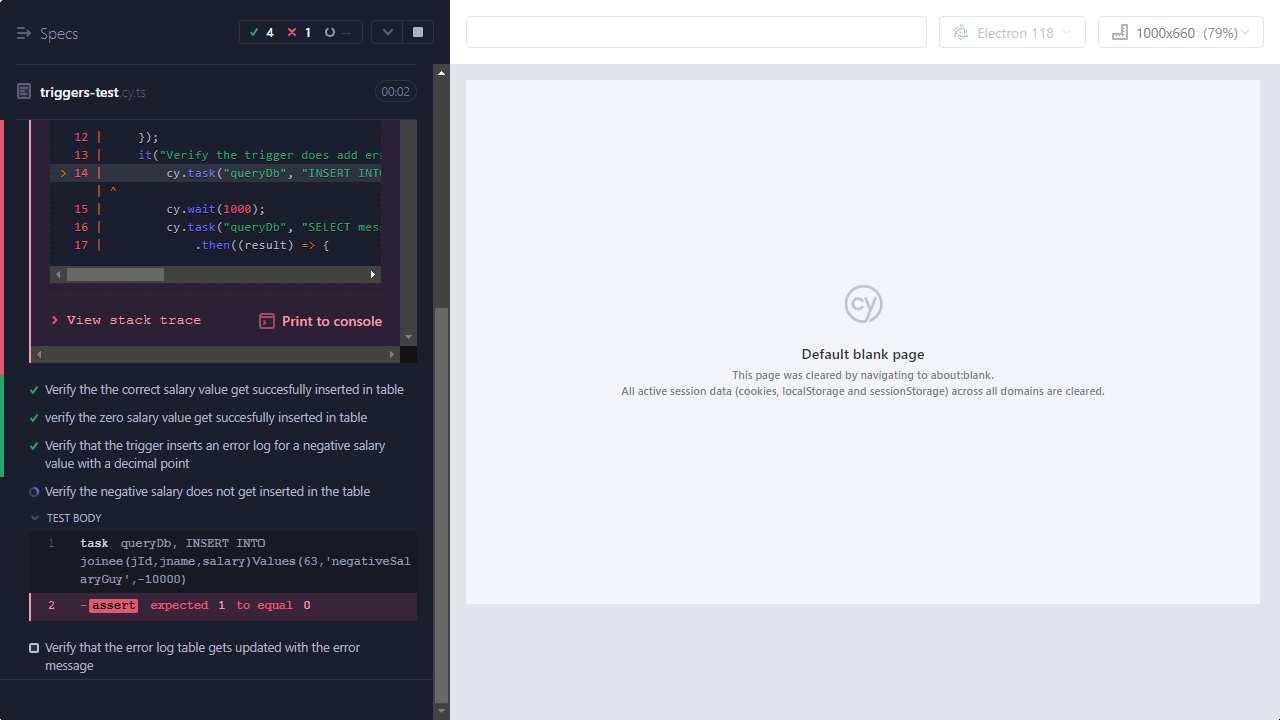 Specs
4
1
--
triggers-test.cy.ts
00:02
12 | });
13 | it("Verify the trigger does add er
> 14 | cy.task("queryDb", "INSERT INTO
| ^
15 | cy.wait(1000);
16 | cy.task("queryDb", "SELECT mes
17 | .then((result) => {
> View stack trace
Print to console
Verify the the correct salary value get succesfully inserted in table
verify the zero salary value get succesfully inserted in table
Verify that the trigger inserts an error log for a negative salary
value with a decimal point
Verify the negative salary does not get inserted in the table
TEST BODY
1 task queryDb, INSERT INTO
joinee(jId,jname,salary)Values(63,'negativeSal
aryGuy',-10000)
2 -assert expected 1 to equal 0
Verify that the error log table gets updated with the error
message
Electron 118
1000x660 (79%)
cy
Default blank page
This page was cleared by navigating to about:blank.
All active session data (cookies, localStorage and sessionStorage) across all domains are cleared.